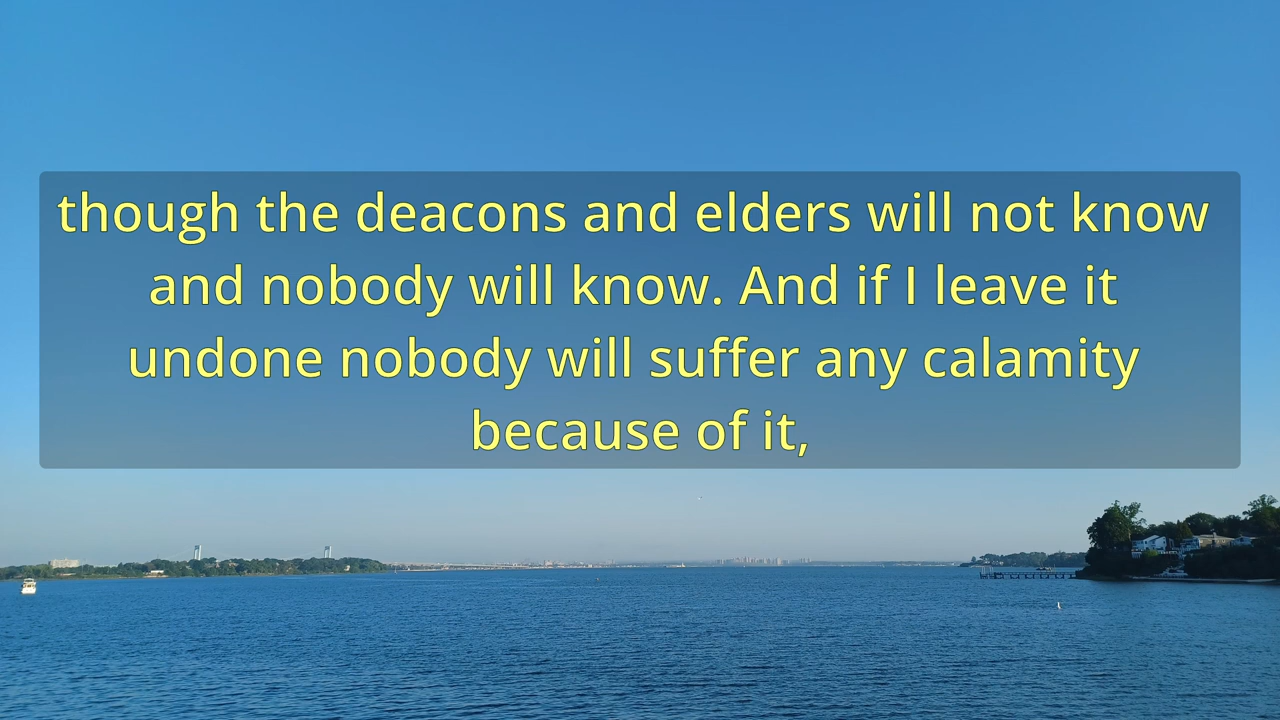 though the deacons and elders will not know
and nobody will know. And if I leave it
undone nobody will suffer any calamity
because of it,